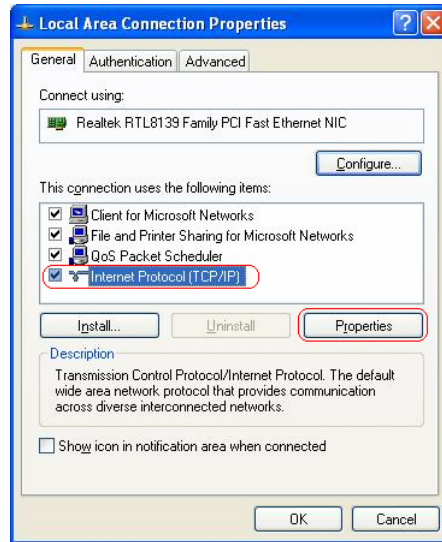 Local Area Connection Properties
General Authentication Advanced
Connect using:
Realtek RTL8139 Family PCI Fast Ethernet NIC
Configure...
This connection uses the following items:
Client for Microsoft Networks
File and Printer Sharing for Microsoft Networks
QoS Packet Scheduler
Internet Protocol (TCP/IP)
Install... Uninstall Properties
Description
Transmission Control Protocol/Internet Protocol. The default
wide area network protocol that provides communication
across diverse interconnected networks.
Show icon in notification area when connected
OK Cancel